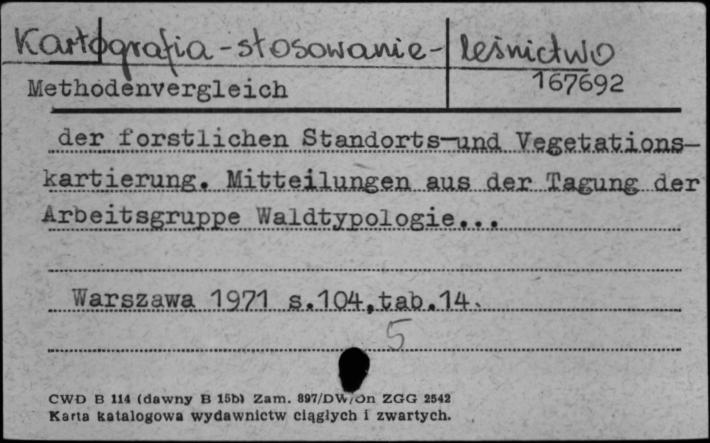 Kartografia - stosowanie - leśnictwo
Methodenvergleich 167692
der forstlichen Standorts-und Vegetations-
kartierung. Mitteilungen aus der Tagung der
Arbeitsgruppe Waldtypologie...
Warszawa 1971 s.104,tab.14.
5
CWD B 114 (dawny B 15b) Zam. 897/DW/On ZGG 2542
Karta katalogowa wydawnictw ciągłych i zwartych.